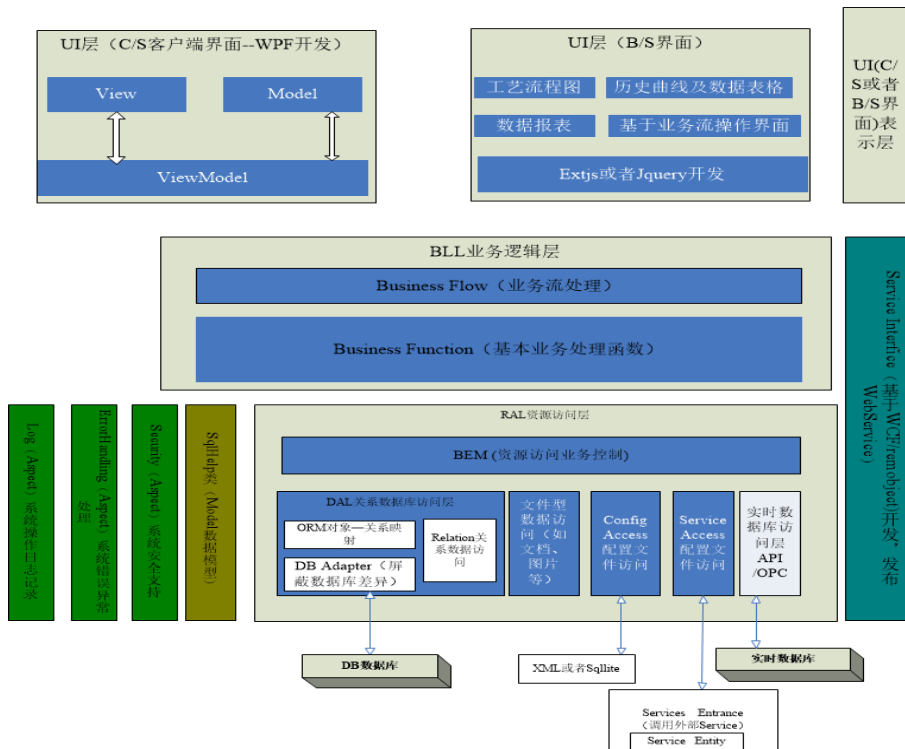 UI层（C/S客户端界面--WPF开发）
View
Model
ViewModel
UI层（B/S界面）
工艺流程图
历史曲线及数据表格
数据报表
基于业务流操作界面
Extjs或者Jquery开发
UI(C/
S或者
B/S界
面)表
示层
BLL业务逻辑层
Business Flow（业务流处理）
Business Function（基本业务处理函数）
Service Interfice（基于WCF/remobject)开发，发布
WebService）
Log（Aspect）系统操作日志记录
ErrorHandling（Aspect）系统错误异常
处理
Security（Aspect）系统安全支持
SqlHelp类（Model数据模型）
RAL资源访问层
BEM (资源访问业务控制)
DAL关系数据库访问层
ORM对象—关系映
射
DB Adapter（屏
蔽数据库差异）
Relation关
系数据访
问
文件型
数据访
问（如
文档、
图片
等）
Config
Access
配置文
件访问
Service
Access
配置文
件访问
实时数
据库访
问层
API
/OPC
DB数据库
XML或者Sqllite
实时数据库
Services Entrance
（调用外部Service）
Service Entity